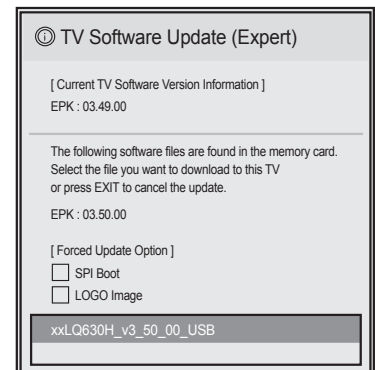 TV Software Update (Expert)
[ Current TV Software Version Information ]
EPK : 03.49.00
The following software files are found in the memory card.
Select the file you want to download to this TV
or press EXIT to cancel the update.
EPK : 03.50.00
[ Forced Update Option ]
SPI Boot
LOGO Image
xxLQ630H_v3_50_00_USB